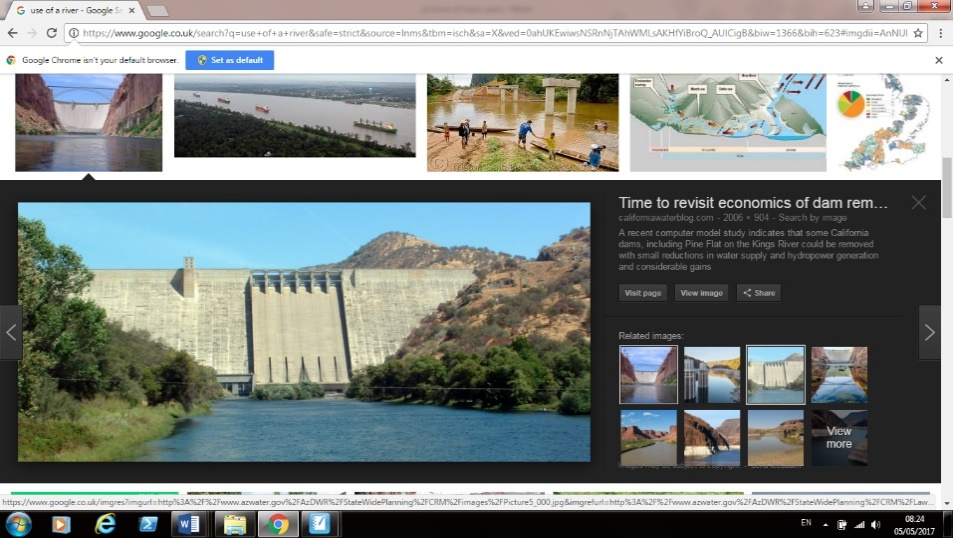 use of a river - Google Se
https://www.google.co.uk/search?q=use+of+a+river&safe=strict&source=lnms&tbm=isch&sa=X&ved=0ahUKEwiwsNSRnNjTAhWMLsAKHfYiBroQ_AUICigB&biw=1366&bih=623#imgdii=AnNUI
Google Chrome isn't your default browser.
Set as default
Time to revisit economics of dam rem...
californiawaterblog.com - 2006 × 904 - Search by image
A recent computer model study indicates that some California
dams, including Pine Flat on the Kings River could be removed
with small reductions in water supply and hydropower generation
and considerable gains
Visit page
View image
Share
Related images:
View
more
https://www.google.co.uk/imgres?imgurl=http%3A%2F%2Fwww.azwater.gov%2FAzDWR%2FStateWidePlanning%2FCRM%2Fimages%2FPicture5_000.jpg&imgrefurl=http%3A%2F%2Fwww.azwater.gov%2FAzDWR%2FStateWidePlanning%2FCRM%2FLaw...
EN
08:24
05/05/2017